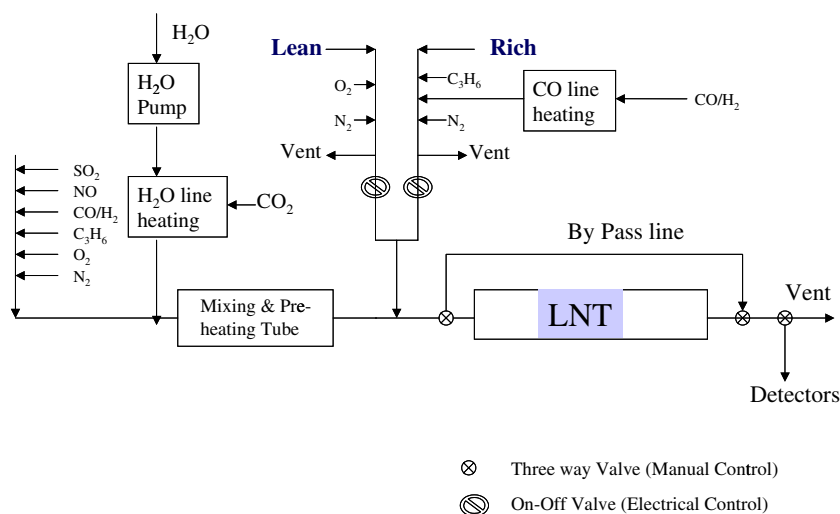 H₂O
Lean
Rich
H₂O
Pump
O₂
C₃H₆
CO line
heating
CO/H₂
N₂
N₂
Vent
Vent
SO₂
NO
CO/H₂
C₃H₆
O₂
N₂
H₂O line
heating
CO₂
By Pass line
Mixing & Pre-
heating Tube
LNT
Vent
Detectors
Three way Valve (Manual Control)
On-Off Valve (Electrical Control)